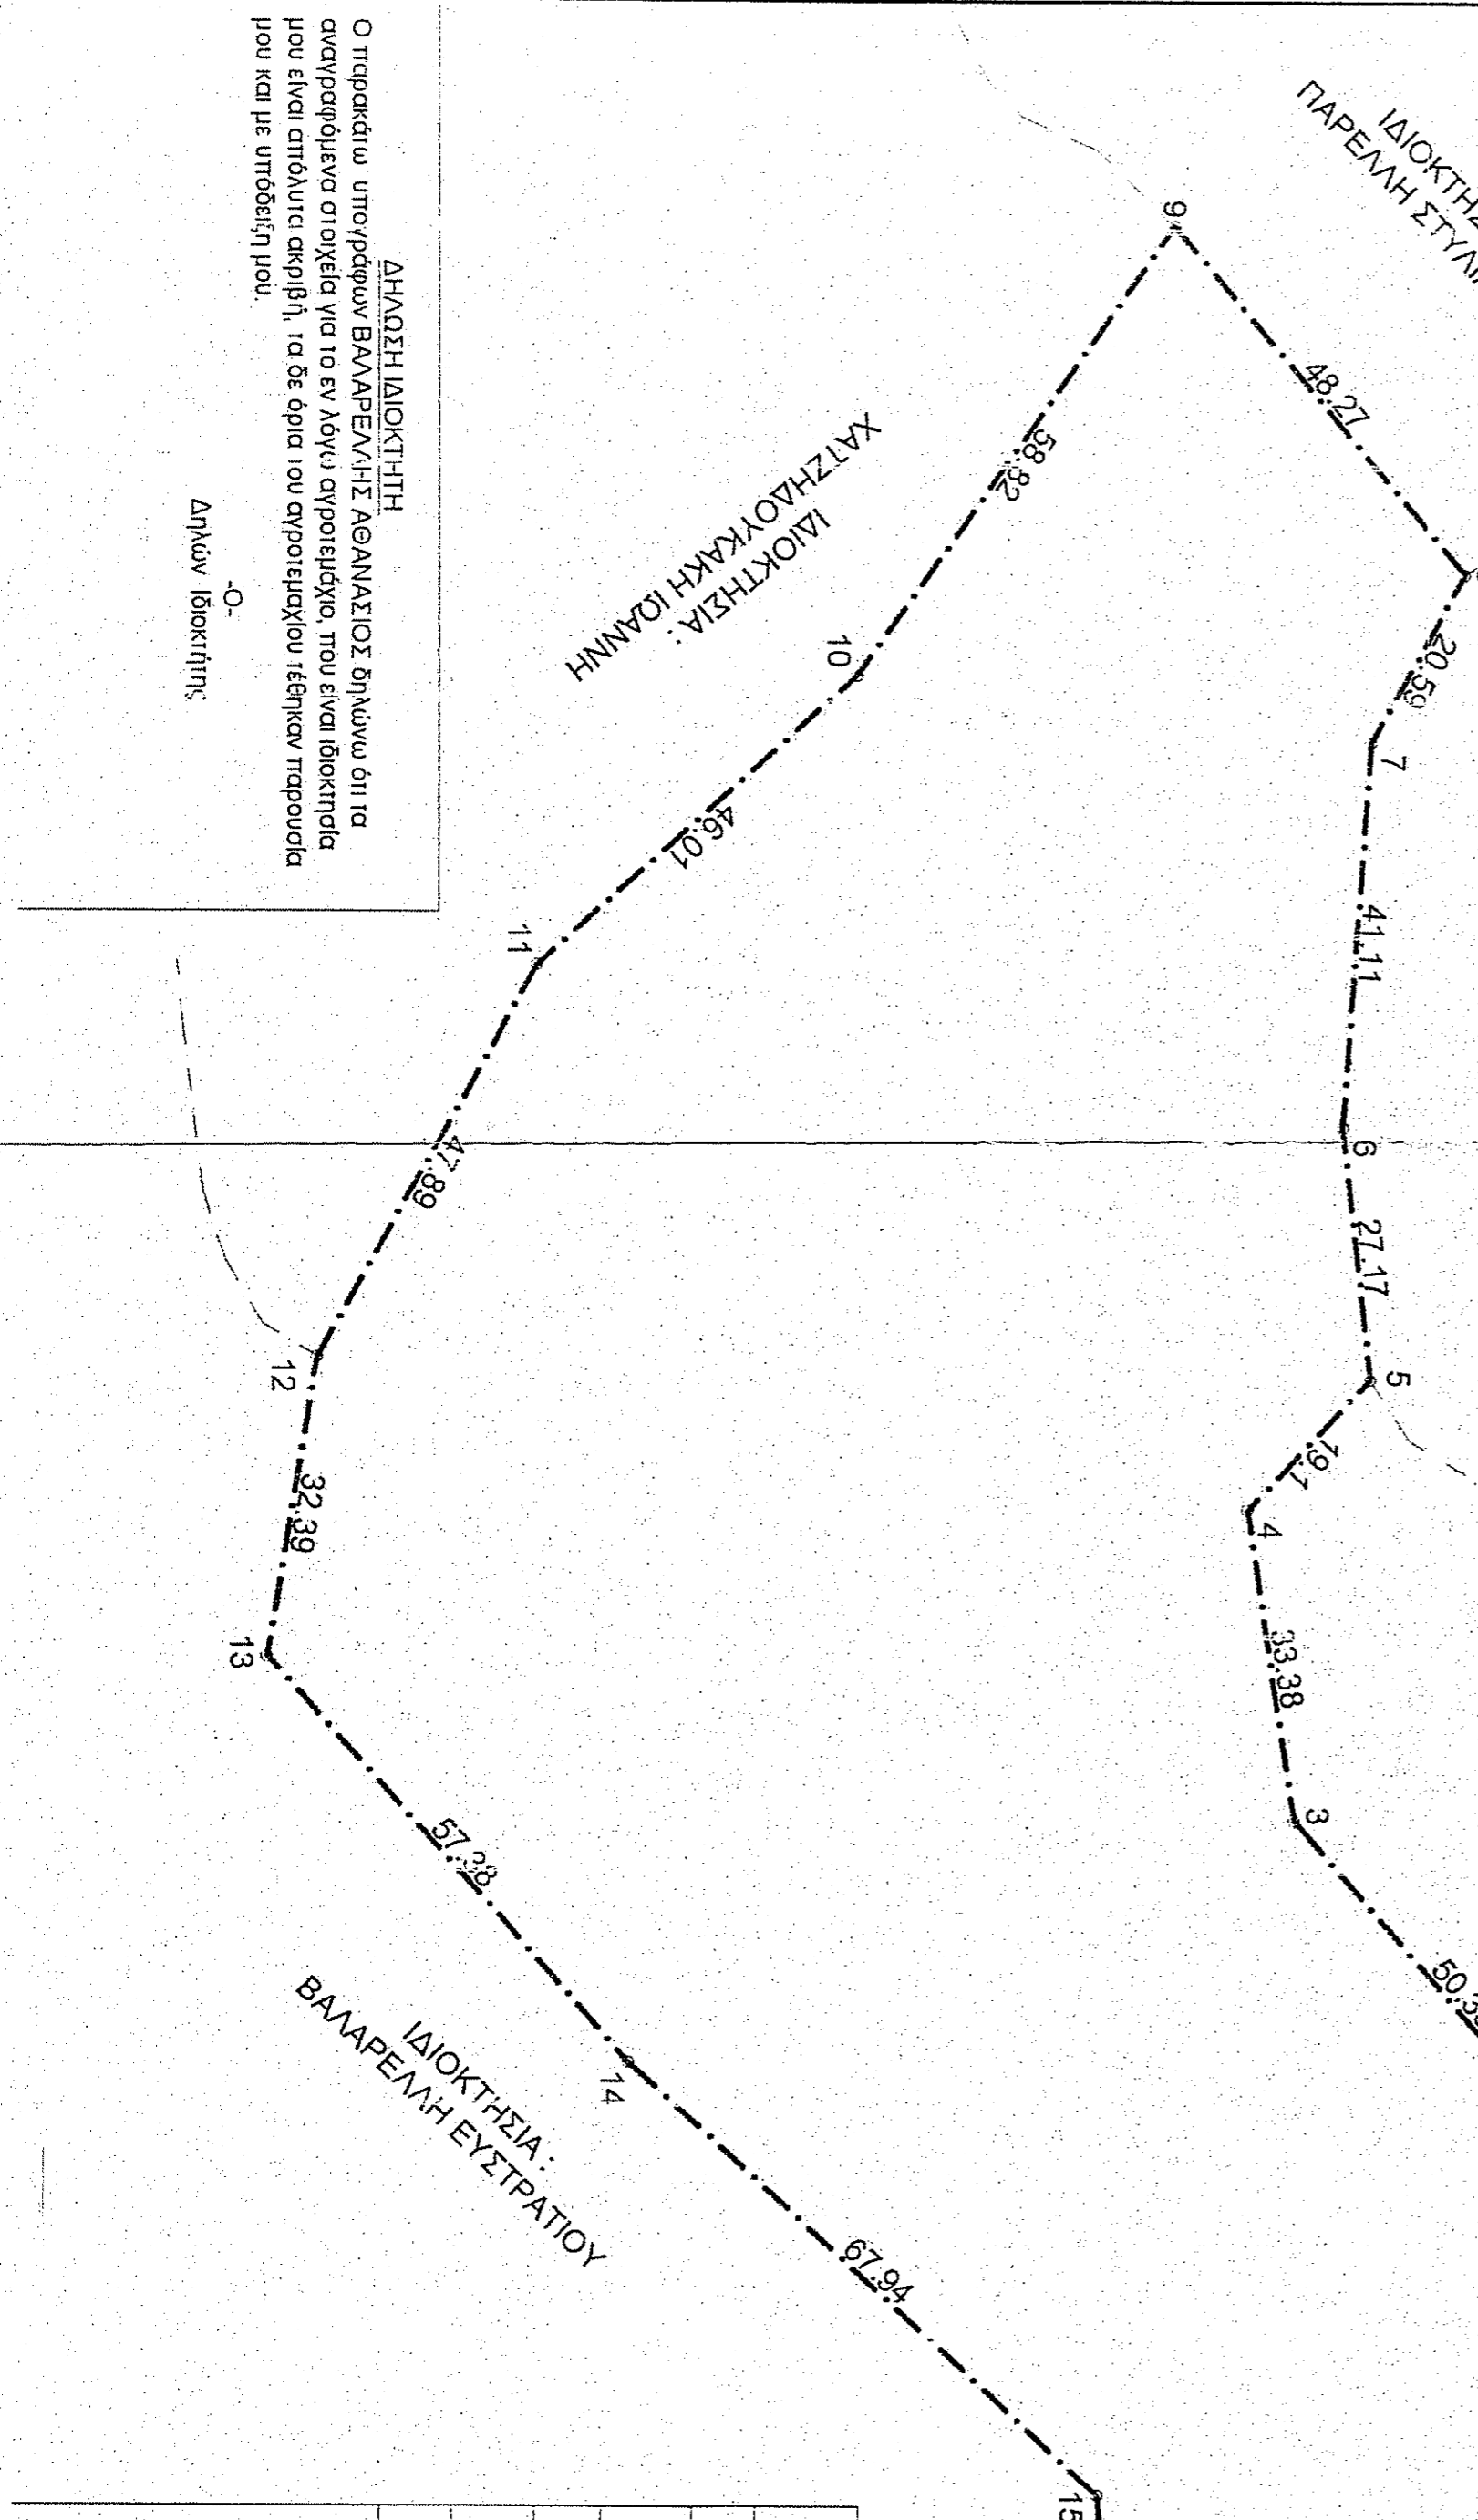 ΙΔΙΟΚΤΗΣ
ΠΑΡΕΛΛΗ ΣΤΥΛΙ
9
48.27
20.59
7
41.11
6
27.17
5
19.1
4
33.38
3
58.82
ΙΔΙΟΚΤΗΣΙΑ :
ΧΑΤΖΗΔΟΥΚΑΚΗ ΙΩΑΝΝΗ
10
46.01
11
47.89
12
32.39
13
57.38
14
67.94
15
ΙΔΙΟΚΤΗΣΙΑ :
ΒΑΛΑΡΕΛΛΗ ΕΥΣΤΡΑΤΙΟΥ
ΔΗΛΩΣΗ ΙΔΙΟΚΤΗΤΗ
Ο παρακάτω υπογράφων ΒΑΛΑΡΕΛΛΗΣ ΑΘΑΝΑΣΙΟΣ δηλώνω ότι τα
αναγραφόμενα στοιχεία για το εν λόγω αγροτεμάχιο, που είναι ιδιοκτησία
μου είναι απόλυτα ακριβή, τα δε όρια του αγροτεμαχίου τέθηκαν παρουσία
μου και με υπόδειξη μου.
-Ο-
Δηλών Ιδιοκτήτης